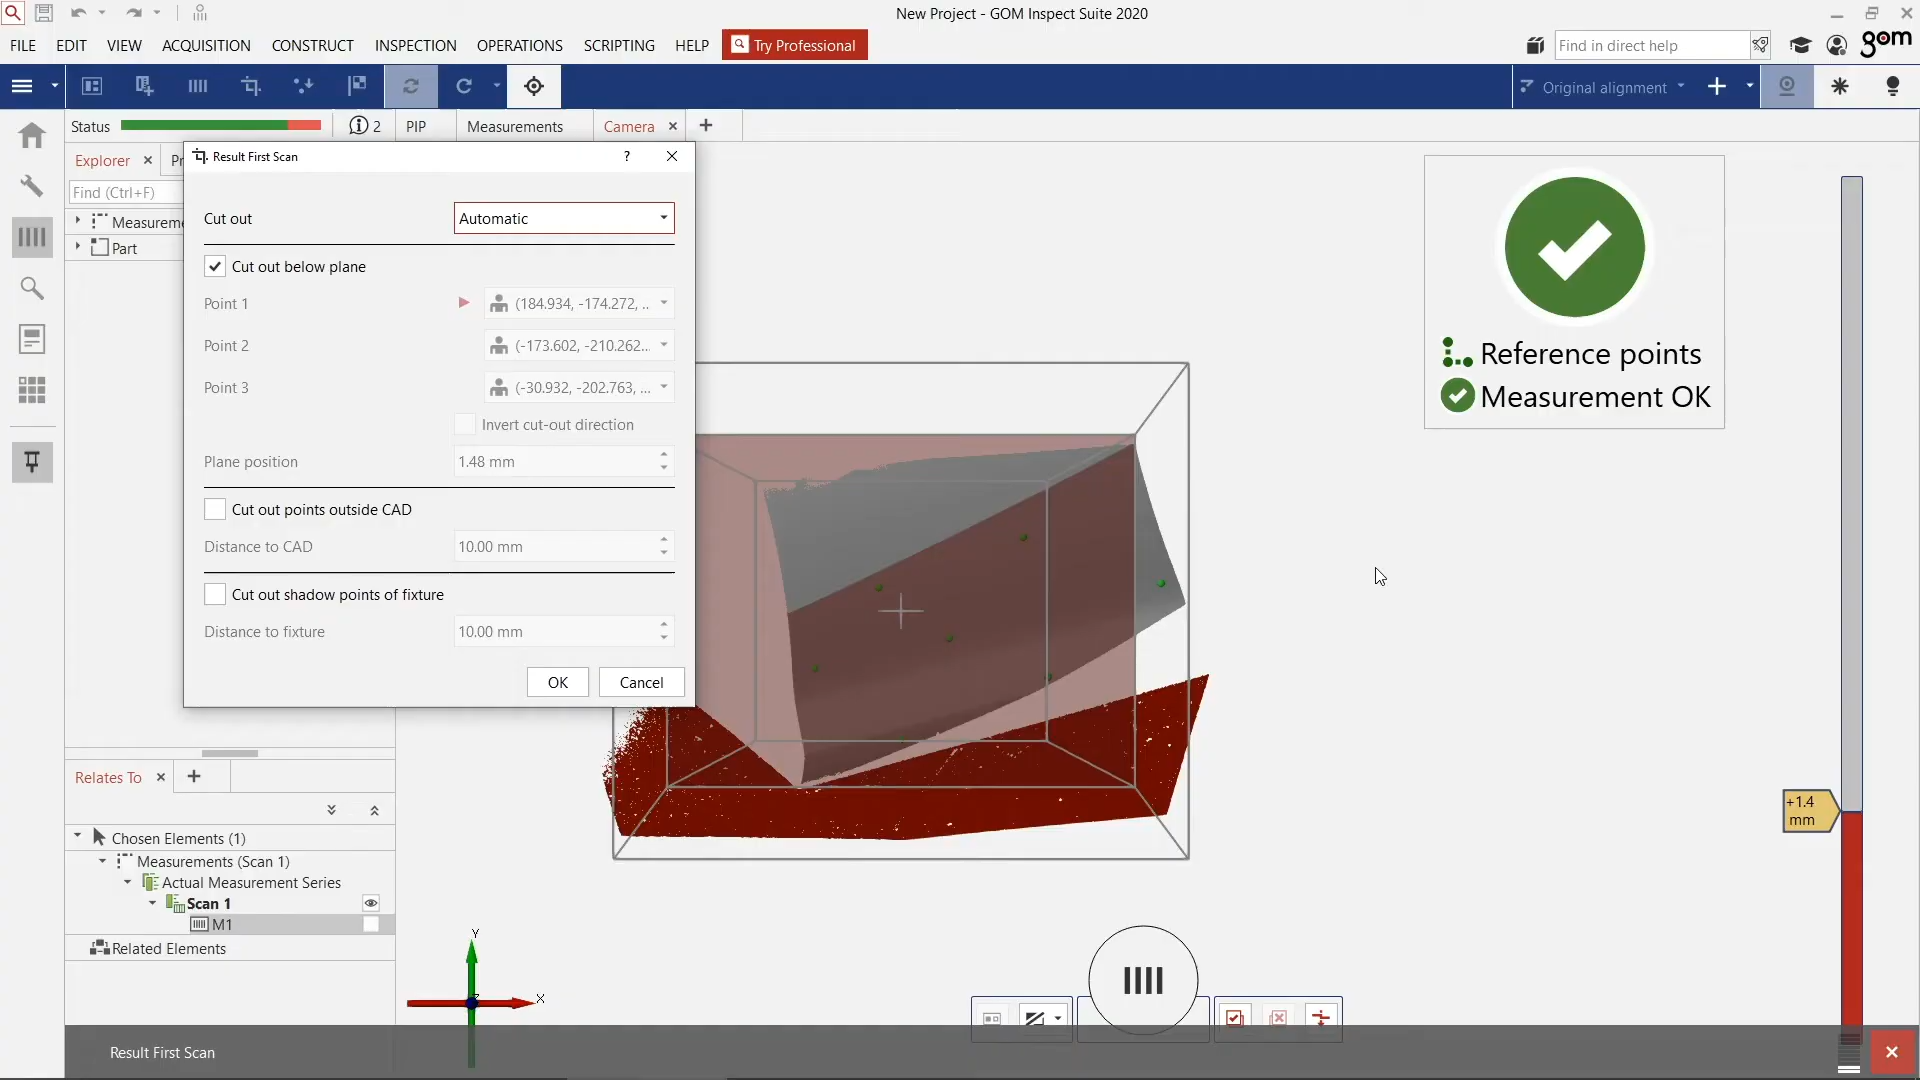 New Project - GOM Inspect Suite 2020
FILE EDIT VIEW ACQUISITION CONSTRUCT INSPECTION OPERATIONS SCRIPTING HELP Try Professional Find in direct help gom
Original alignment
Status 2 PIP Measurements Camera
Explorer Pr
Find (Ctrl+F)
Measureme
Part
Result First Scan ?
Cut out Automatic
Cut out below plane
Point 1 (184.934, -174.272, ..
Point 2 (-173.602, -210.262...
Point 3 (-30.932, -202.763, ...
Invert cut-out direction
Plane position 1.48 mm
Cut out points outside CAD
Distance to CAD 10.00 mm
Cut out shadow points of fixture
Distance to fixture 10.00 mm
OK Cancel
Reference points
Measurement OK
+1.4
mm
Relates To
Chosen Elements (1)
Measurements (Scan 1)
Actual Measurement Series
Scan 1
M1
Related Elements
Y
X
Result First Scan